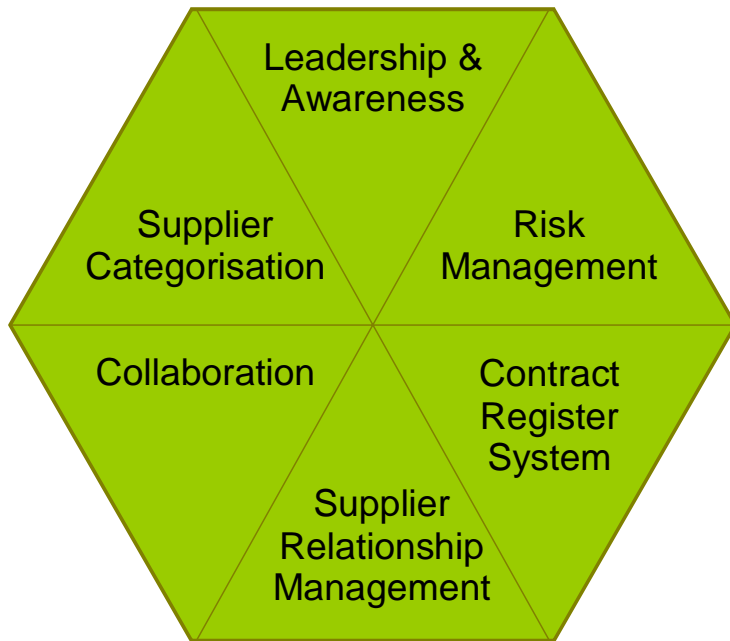 Leadership &
Awareness
Supplier
Categorisation
Risk
Management
Collaboration
Contract
Register
System
Supplier
Relationship
Management